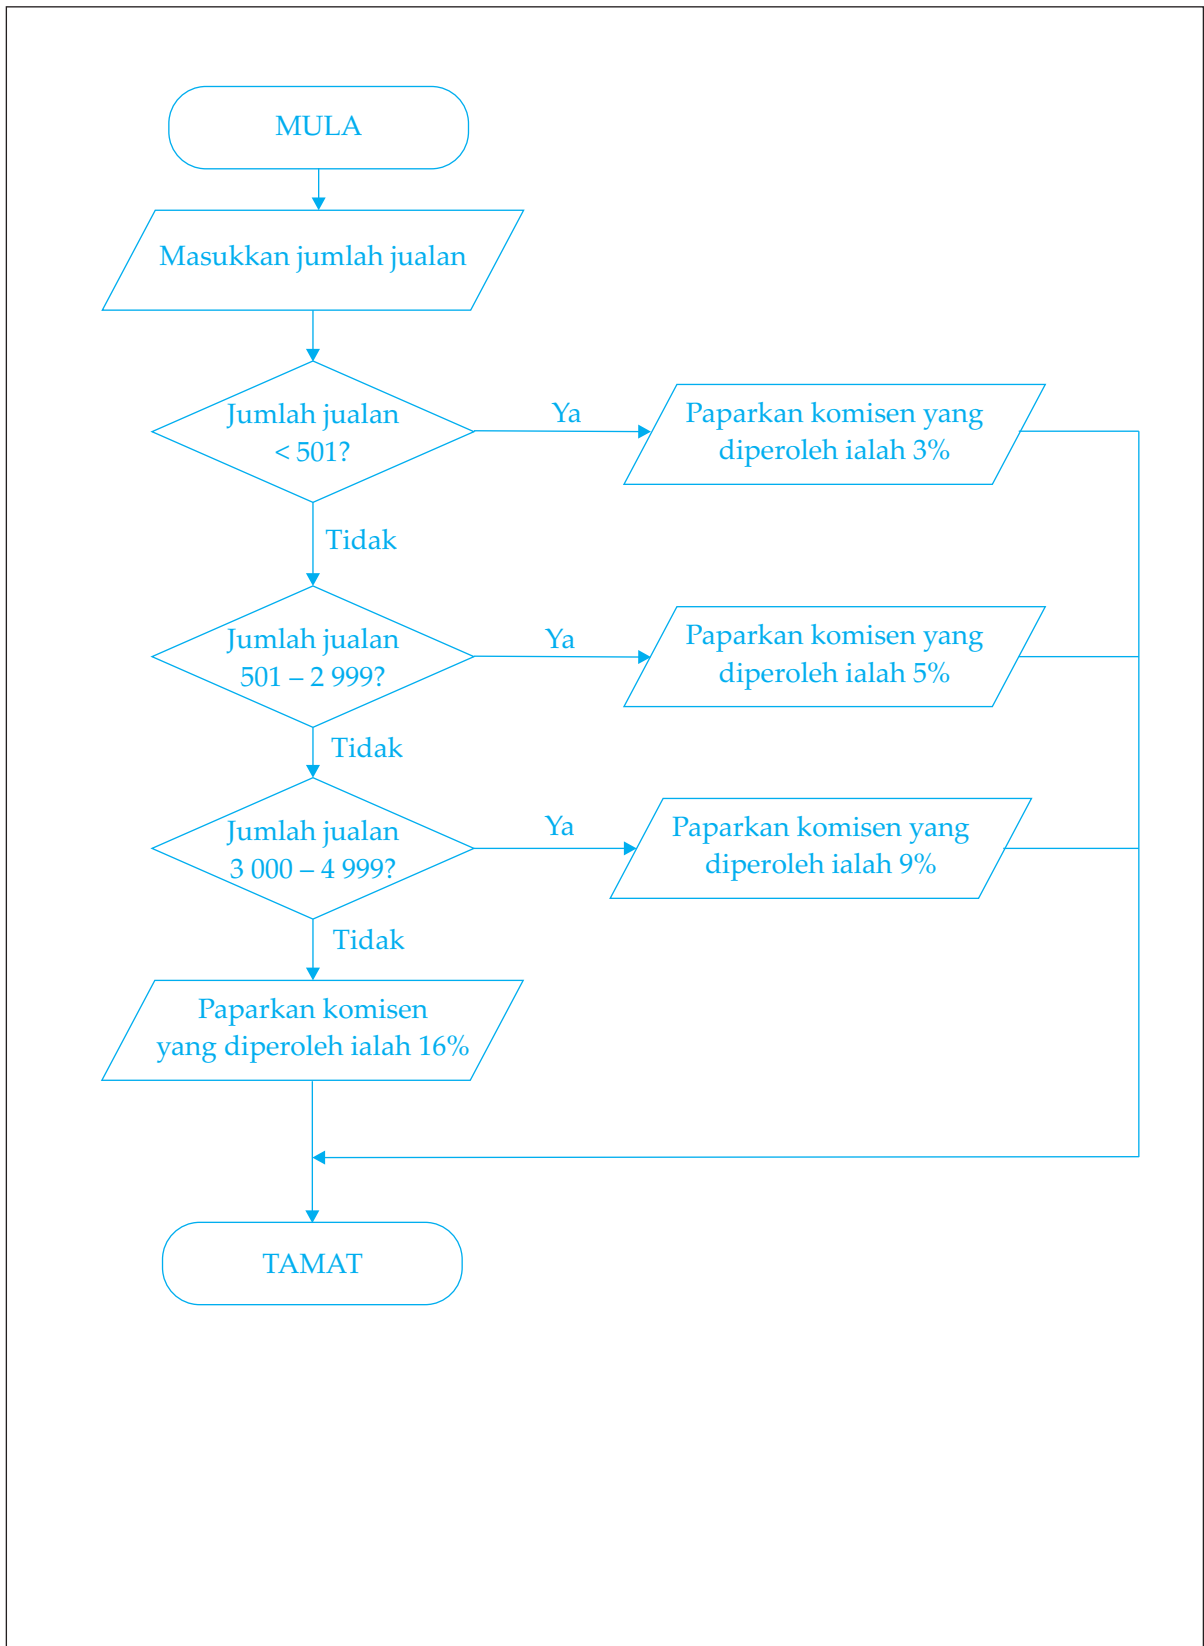 MULA
Masukkan jumlah jualan
Jumlah jualan
< 501?
Ya
Paparkan komisen yang
diperoleh ialah 3%
Tidak
Jumlah jualan
501 – 2 999?
Ya
Paparkan komisen yang
diperoleh ialah 5%
Tidak
Jumlah jualan
3 000 – 4 999?
Ya
Paparkan komisen yang
diperoleh ialah 9%
Tidak
Paparkan komisen
yang diperoleh ialah 16%
TAMAT